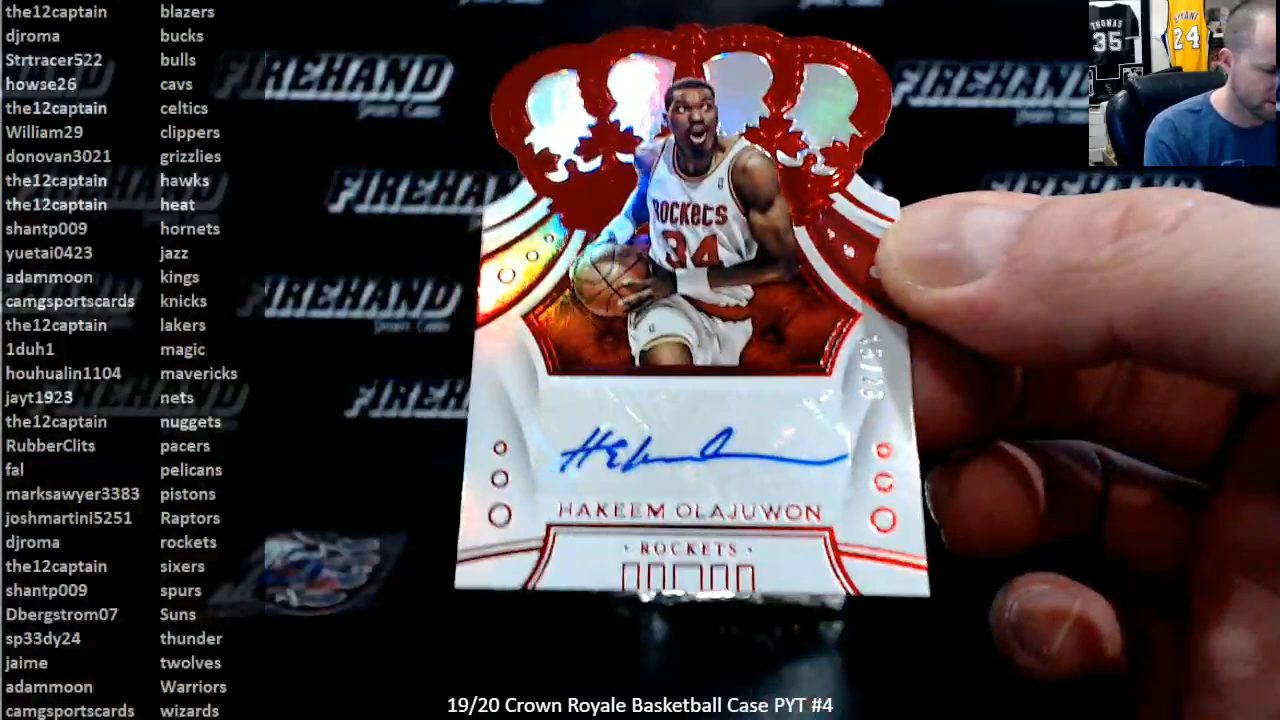 the12captain blazers
djroma bucks
Strtracer522 bulls
howse26 cavs
the12captain celtics
William29 clippers
donovan3021 grizzlies
the12captain hawks
the12captain heat
shantp009 hornets
yuetai0423 jazz
adammoon kings
camgsportscards knicks
the12captain lakers
1duh1 magic
houhualin1104 mavericks
jayt1923 nets
the12captain nuggets
RubberClits pacers
fal pelicans
marksawyer3383 pistons
joshmartini5251 Raptors
djroma rockets
the12captain sixers
shantp009 spurs
Dbergstrom07 Suns
sp33dy24 thunder
jaime twolves
adammoon Warriors
camgsportscards wizards
FIREHAND
FIREHAND
FIREHAND
FIREHAND
ROCKETS
34
HAKEEM OLAJUWON
· ROCKETS ·
THOMAS
35
BRYANT
24
19/20 Crown Royale Basketball Case PYT #4